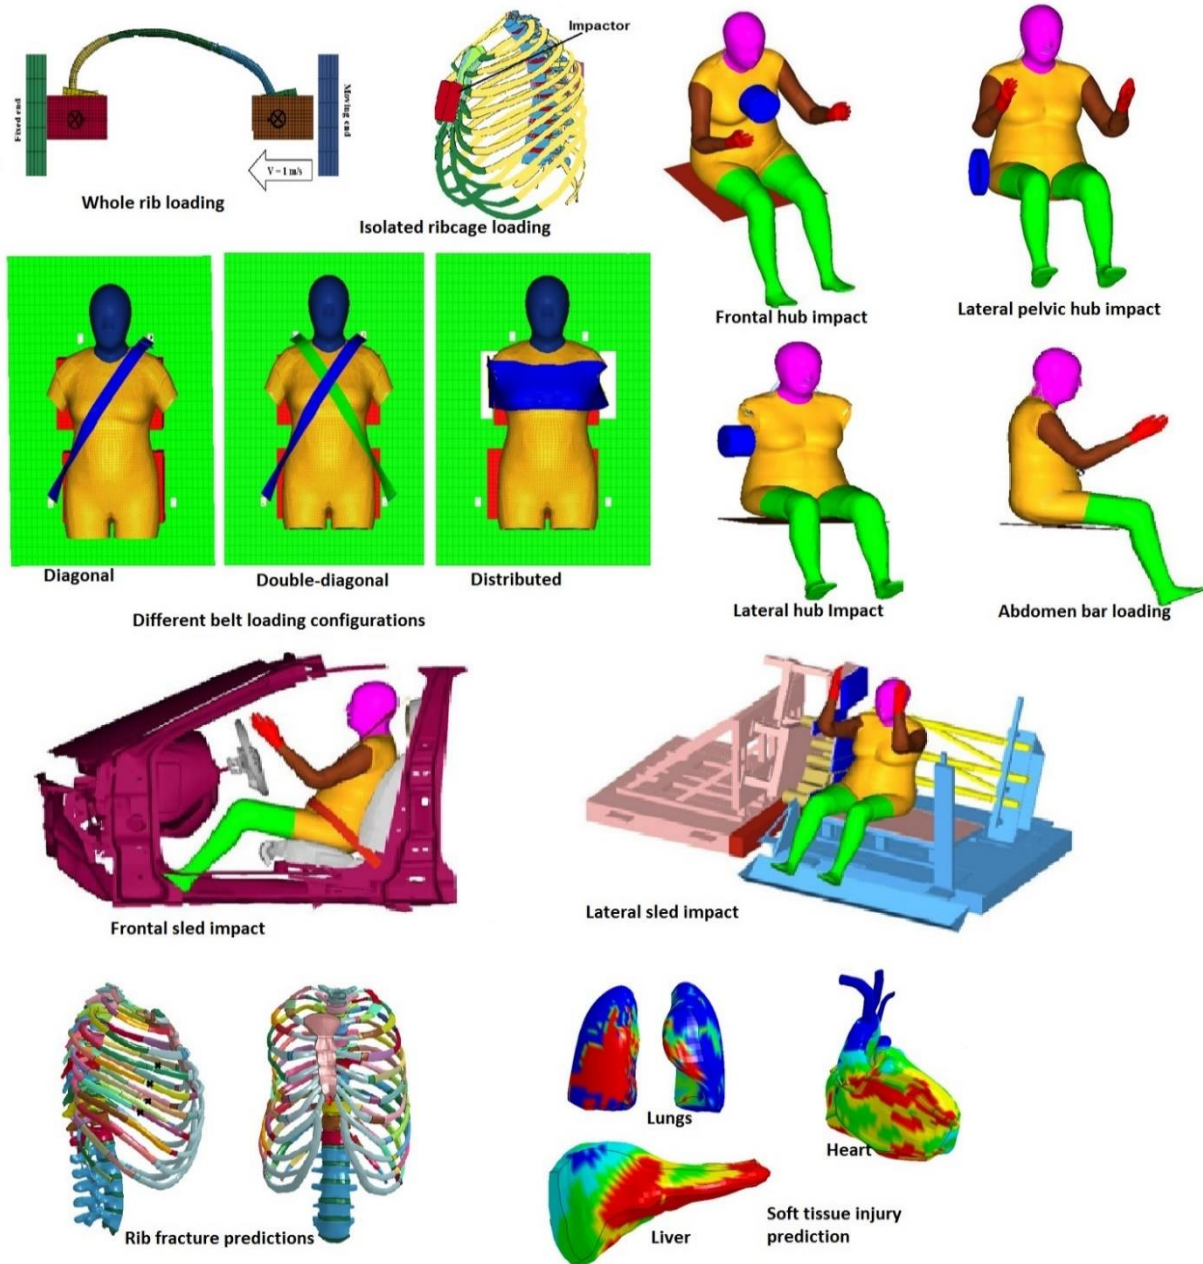 Impactor
Fixed end
Moving end
V = 1 m/s
Whole rib loading
Isolated ribcage loading
Frontal hub impact
Lateral pelvic hub impact
Diagonal
Double-diagonal
Distributed
Different belt loading configurations
Lateral hub Impact
Abdomen bar loading
Frontal sled impact
Lateral sled impact
Rib fracture predictions
Lungs
Heart
Liver
Soft tissue injury
prediction